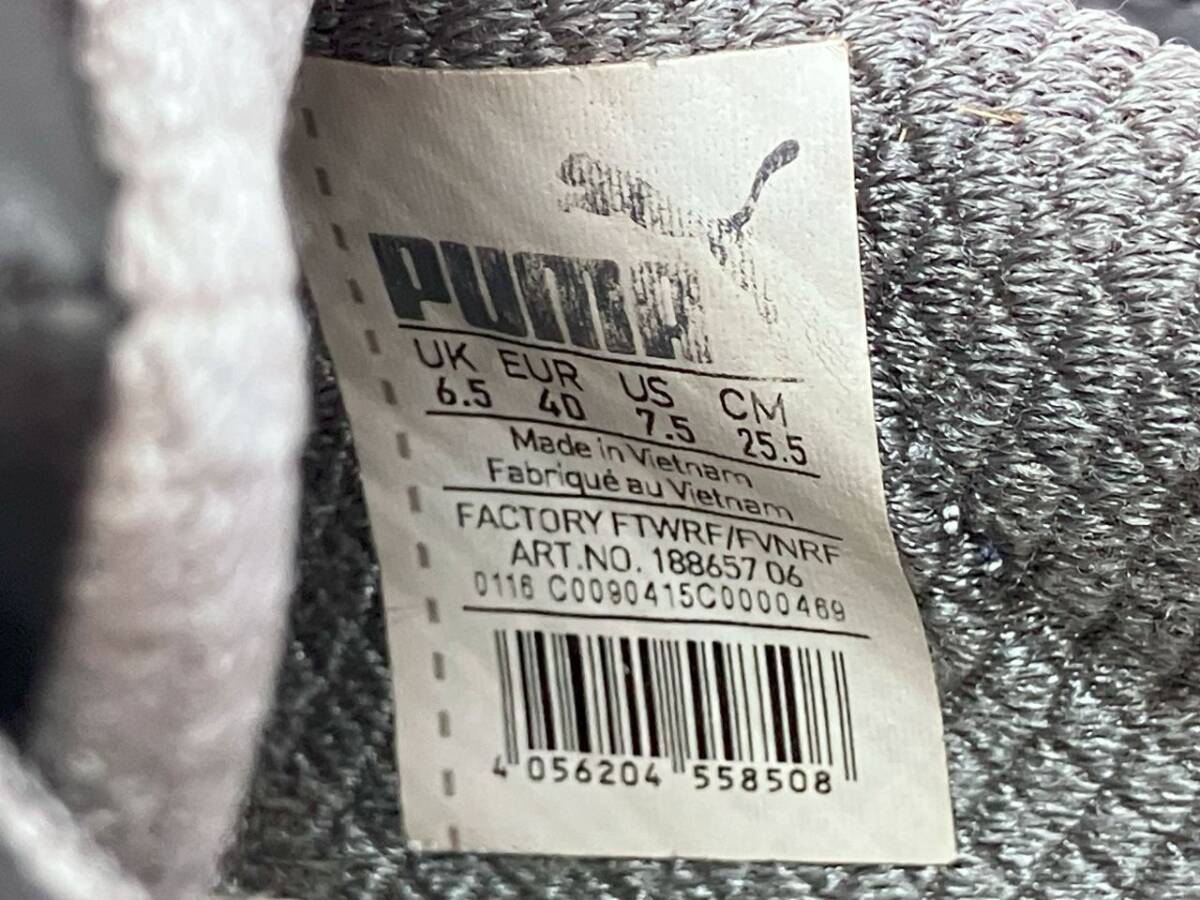 PUMA
UK EUR US CM
6.5 40 7.5 25.5
Made in Vietnam
Fabriqué au Vietnam
FACTORY FTWRF/FVNRF
ART.NO. 188657 06
0116 C0090415C0000469
4 056204 558508